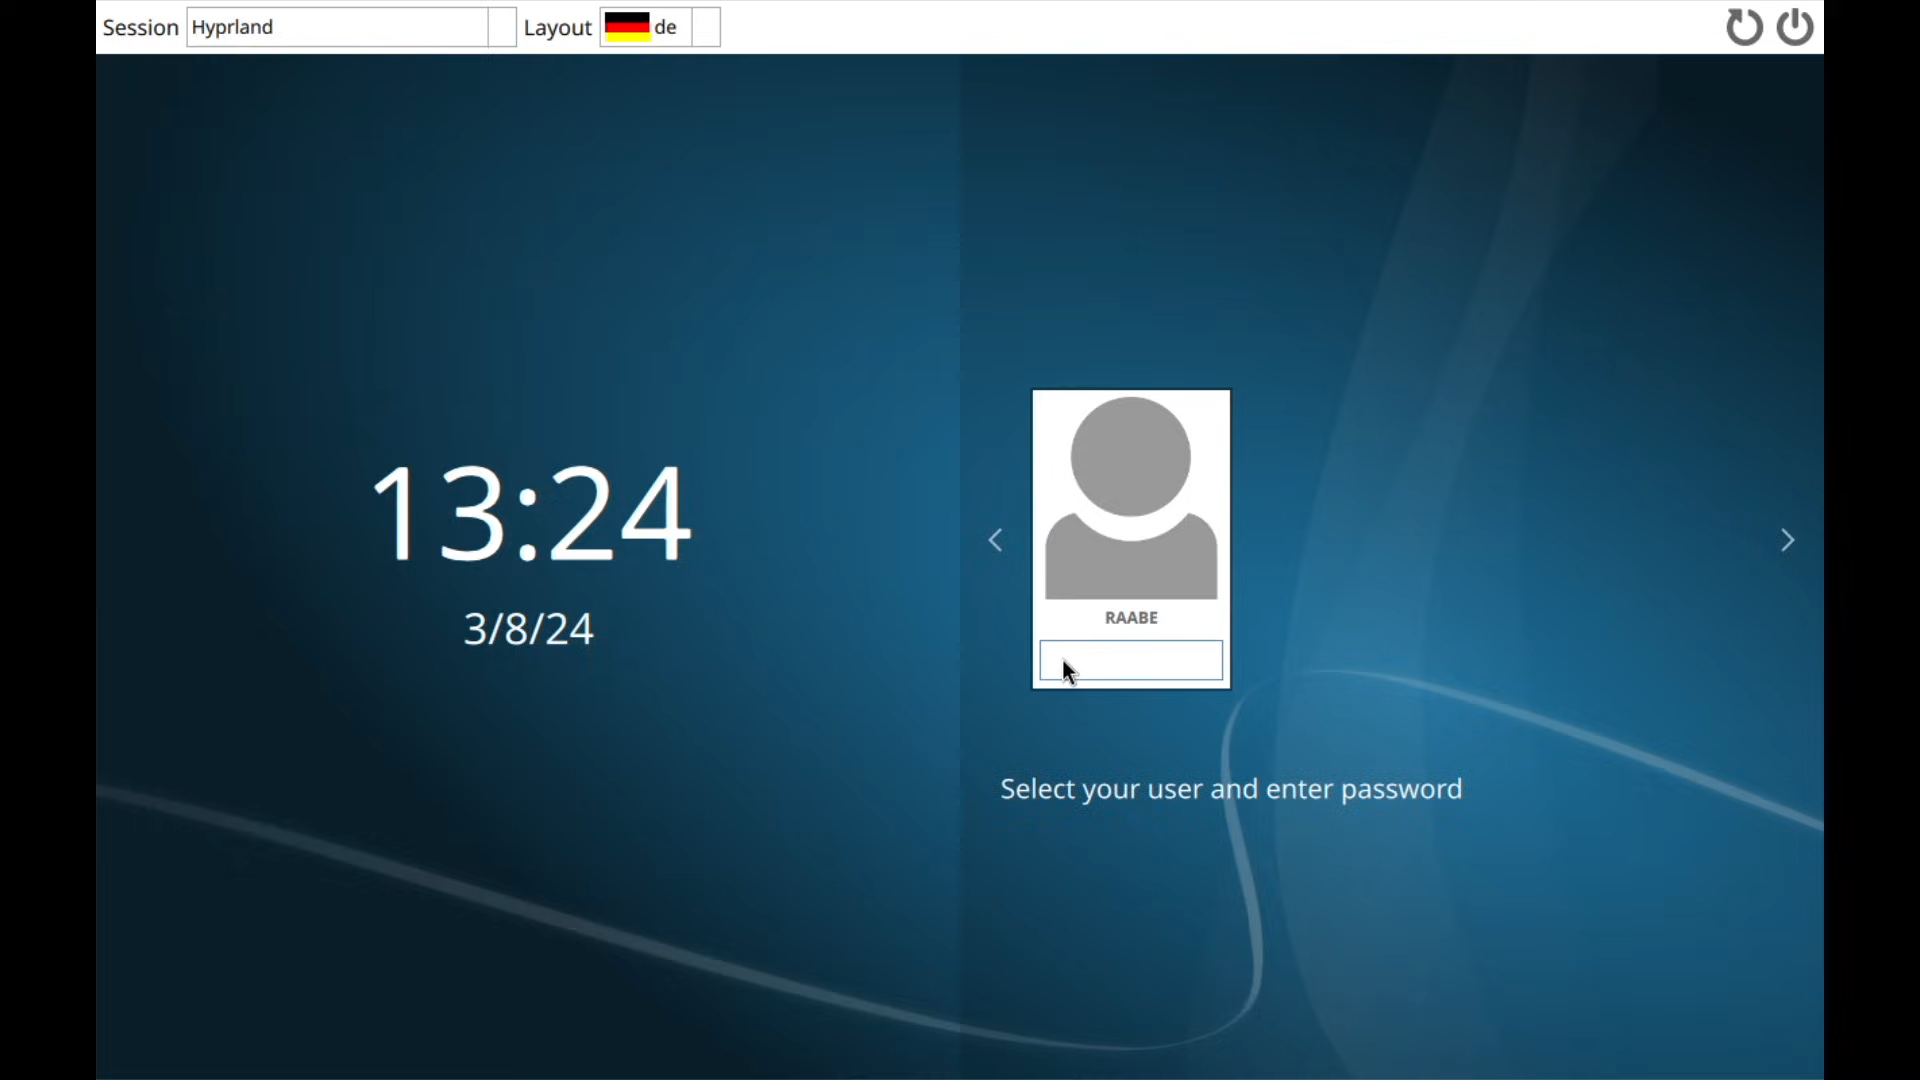 Session Hyprland Layout de
13:24
3/8/24
RAABE
Select your user and enter password